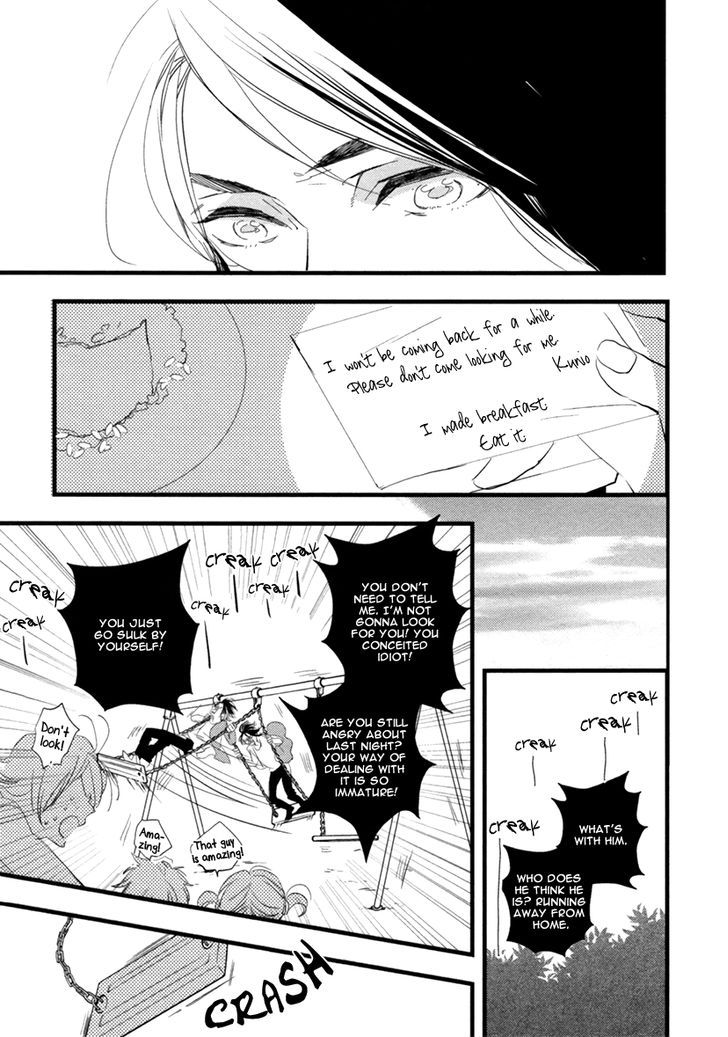 I won't be coming back for a while.
Please don't come looking for me
Kunio
I made breakfast
Eat it
creak
creak
creak
creak
WHAT'S
WITH HIM.
WHO DOES
HE THINK HE
IS? RUNNING
AWAY FROM
HOME.
creak creak
creak
creak
creak
creak
YOU DON'T
NEED TO TELL
ME. I'M NOT
GONNA LOOK
FOR YOU! YOU
CONCEITED
IDIOT!
ARE YOU STILL
ANGRY ABOUT
LAST NIGHT?
YOUR WAY OF
DEALING WITH
IT IS SO
IMMATURE!
YOU JUST
GO SULK BY
YOURSELF!
Don't
look!
That guy
is amazing!
Ama-
zing!
CRASH